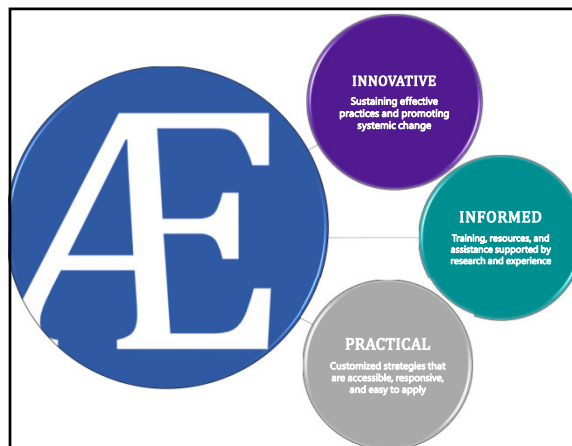 Æ
INNOVATIVE
Sustaining effective
practices and promoting
systemic change
INFORMED
Training, resources, and
assistance supported by
research and experience
PRACTICAL
Customized strategies that
are accessible, responsive,
and easy to apply